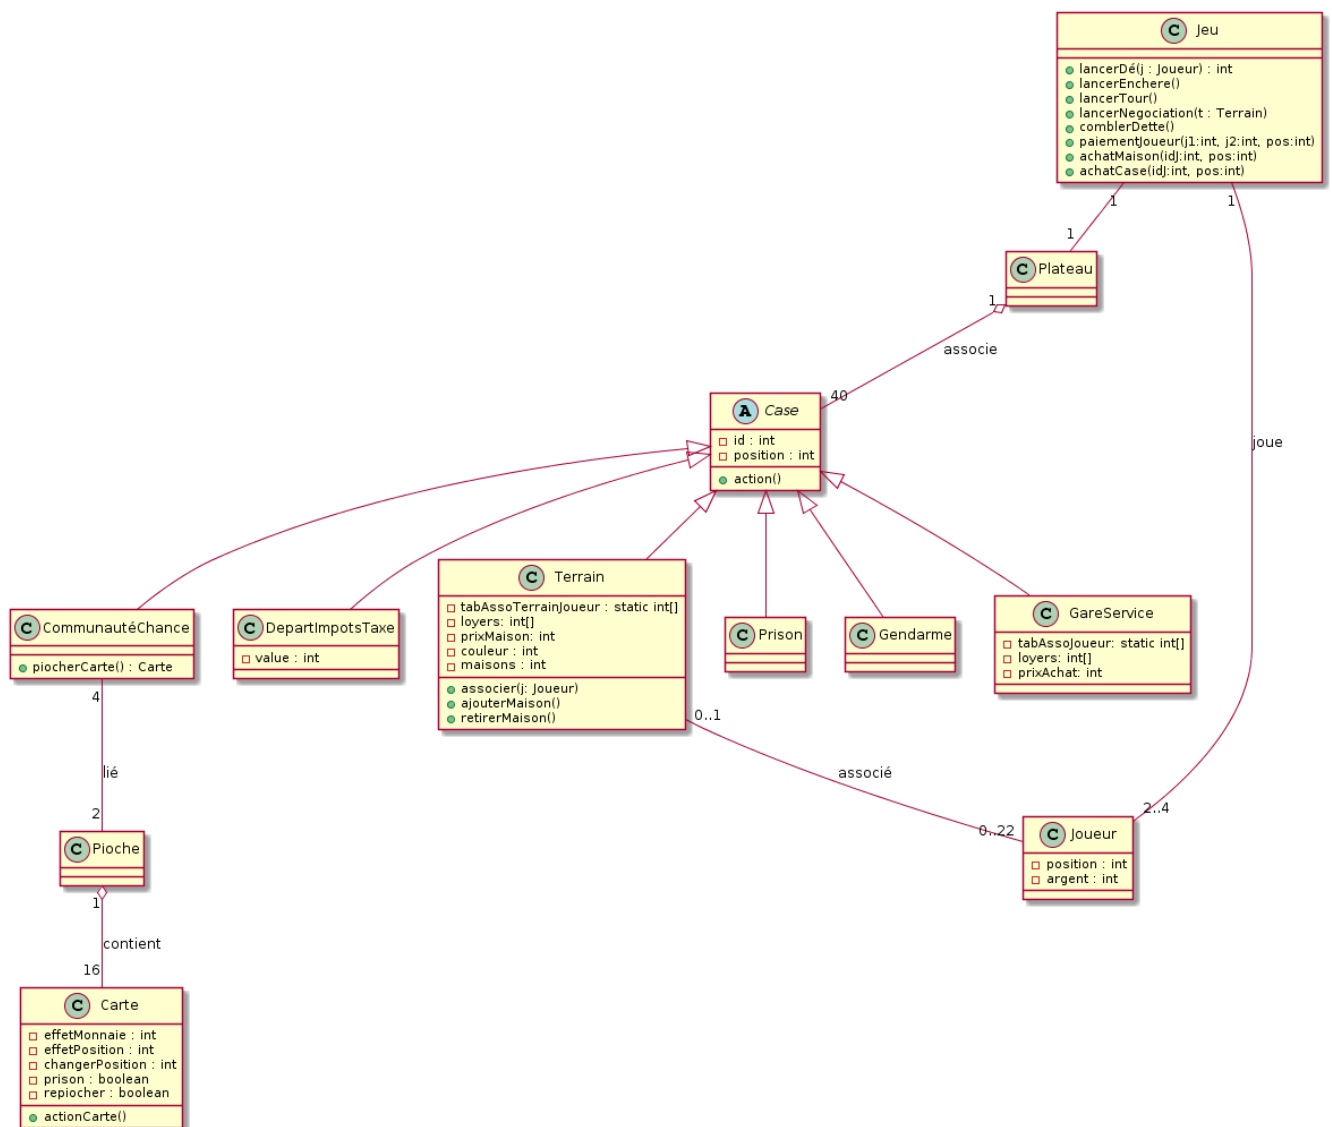 C Jeu
lancerDé(j : Joueur) : int
lancerEnchere()
lancerTour()
lancerNegociation(t : Terrain)
comblerDette()
paiementJoueur(j1:int, j2:int, pos:int)
achatMaison(idJ:int, pos:int)
achatCase(idJ:int, pos:int)
1
1
1
C Plateau
1
associe
40
A Case
id : int
position : int
action()
joue
C CommunautéChance
piocherCarte() : Carte
C DepartImpotsTaxe
value : int
C Terrain
tabAssoTerrainJoueur : static int[]
loyers: int[]
prixMaison: int
couleur : int
maisons : int
associer(j: Joueur)
ajouterMaison()
retirerMaison()
C Prison
C Gendarme
C GareService
tabAssoJoueur: static int[]
loyers: int[]
prixAchat: int
4
lié
2
0..1
associé
0..22
2..4
C Pioche
C Joueur
position : int
argent : int
1
contient
16
C Carte
effetMonnaie : int
effetPosition : int
changerPosition : int
prison : boolean
repiocher : boolean
actionCarte()